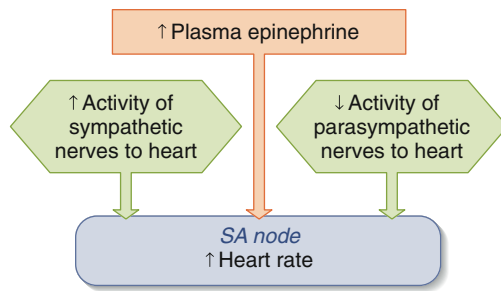 ↑ Plasma epinephrine
↑ Activity of
sympathetic
nerves to heart
↓ Activity of
parasympathetic
nerves to heart
SA node
↑ Heart rate